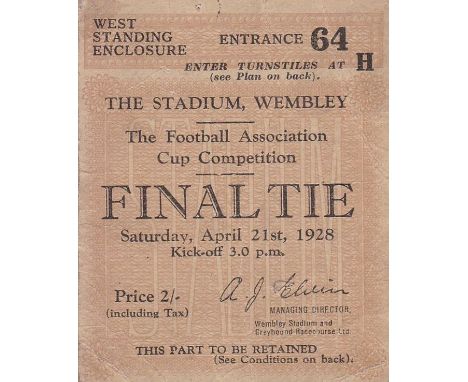 WEST
STANDING
ENCLOSURE
ENTRANCE 64
ENTER TURNSTILES AT H
(see Plan on back).
THE STADIUM, WEMBLEY
The Football Association
Cup Competition
FINAL TIE
Saturday, April 21st, 1928
Kick-off 3.0 p.m.
Price 2/-
(including Tax)
A. J. Elvin
MANAGING DIRECTOR,
Wembley Stadium and
Greyhound Racecourse Ltd.
THIS PART TO BE RETAINED
(See Conditions on back).